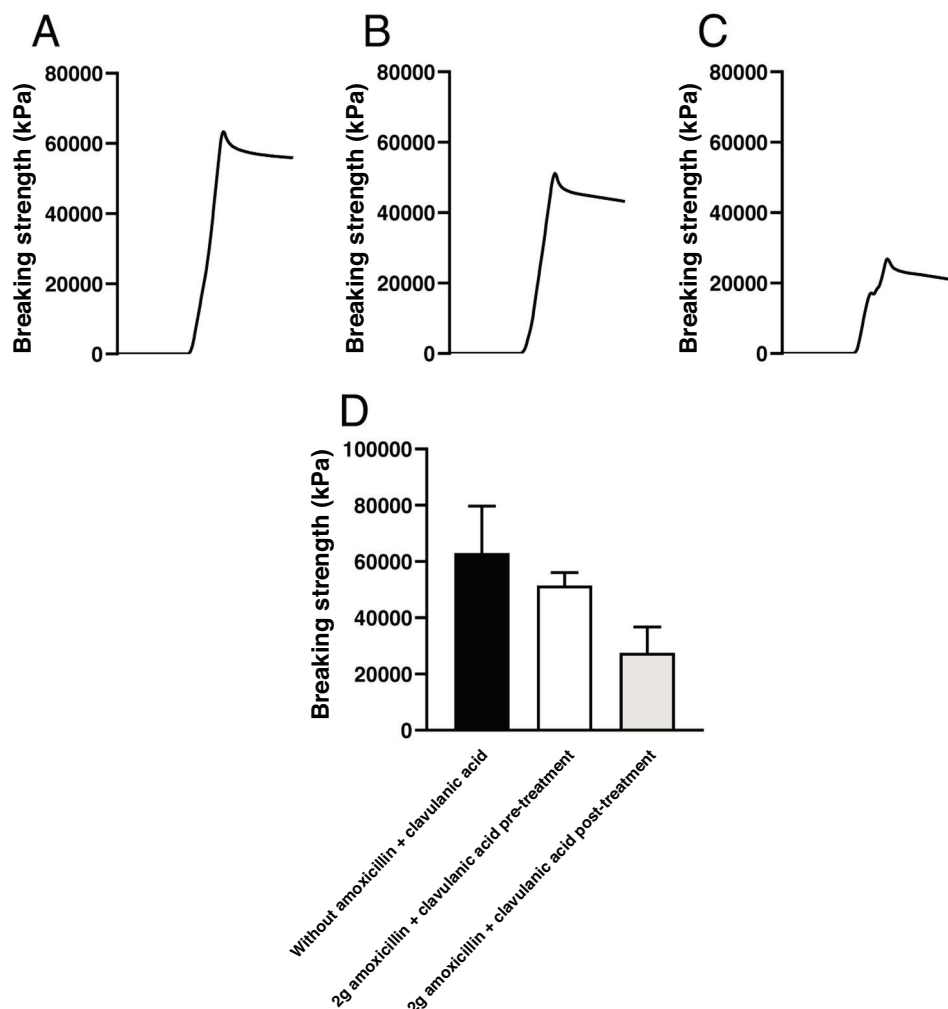 A
B
C
Breaking strength (kPa)
80000
60000
40000
20000
0
Breaking strength (kPa)
80000
60000
40000
20000
0
Breaking strength (kPa)
80000
60000
40000
20000
0
D
Breaking strength (kPa)
100000
80000
60000
40000
20000
0
Without amoxicillin + clavulanic acid
2g amoxicillin + clavulanic acid pre-treatment
2g amoxicillin + clavulanic acid post-treatment